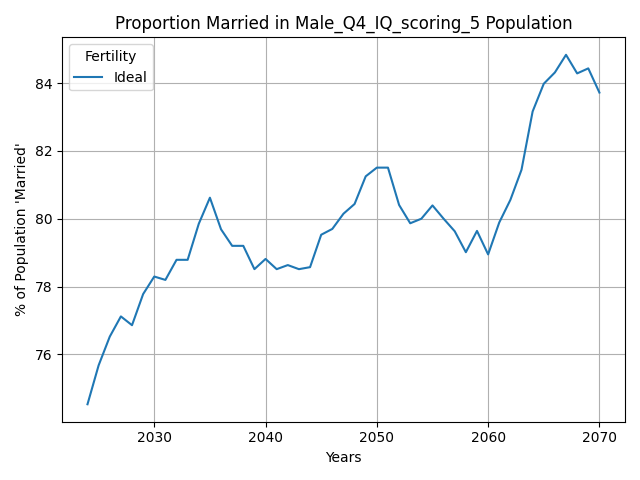 Proportion Married in Male_Q4_IQ_scoring_5 Population
Fertility
Ideal
% of Population 'Married'
84
82
80
78
76
2030
2040
2050
2060
2070
Years